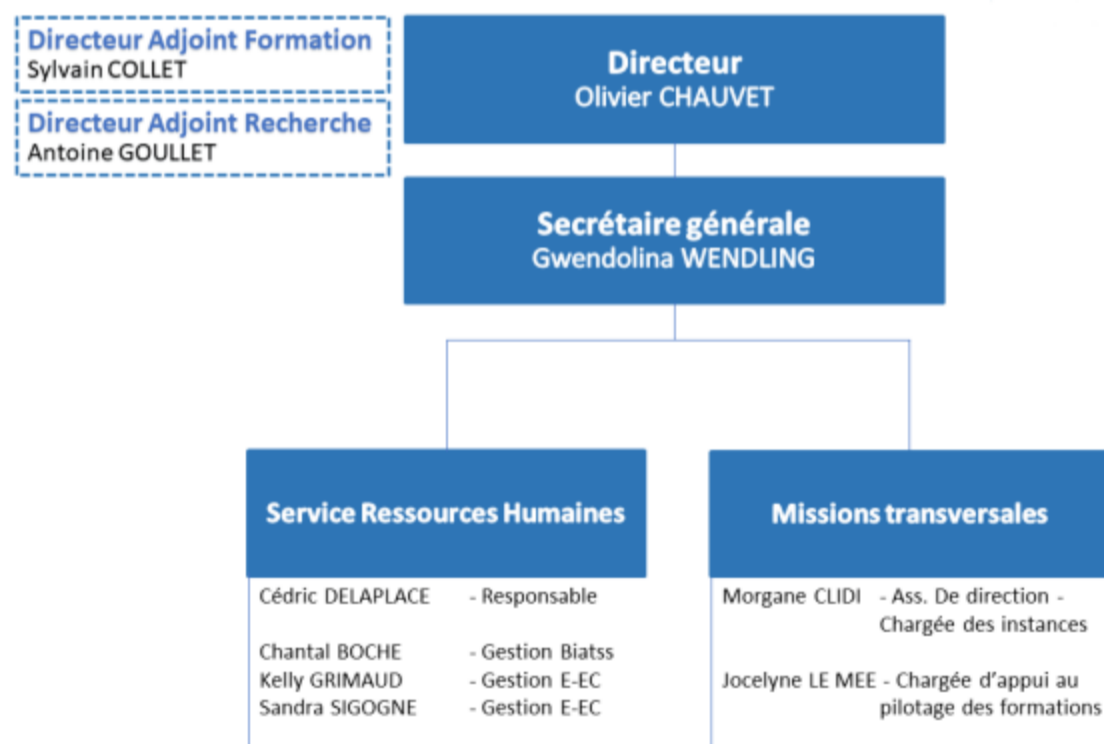 Directeur Adjoint Formation
Sylvain COLLET
Directeur Adjoint Recherche
Antoine GOULLET
Directeur
Olivier CHAUVET
Secrétaire générale
Gwendolina WENDLING
Service Ressources Humaines
Cédric DELAPLACE - Responsable
Chantal BOCHE - Gestion Biatss
Kelly GRIMAUD - Gestion E-EC
Sandra SIGOGNE - Gestion E-EC
Missions transversales
Morgane CLIDI - Ass. De direction -
Chargée des instances
Jocelyne LE MEE - Chargée d'appui au
pilotage des formations